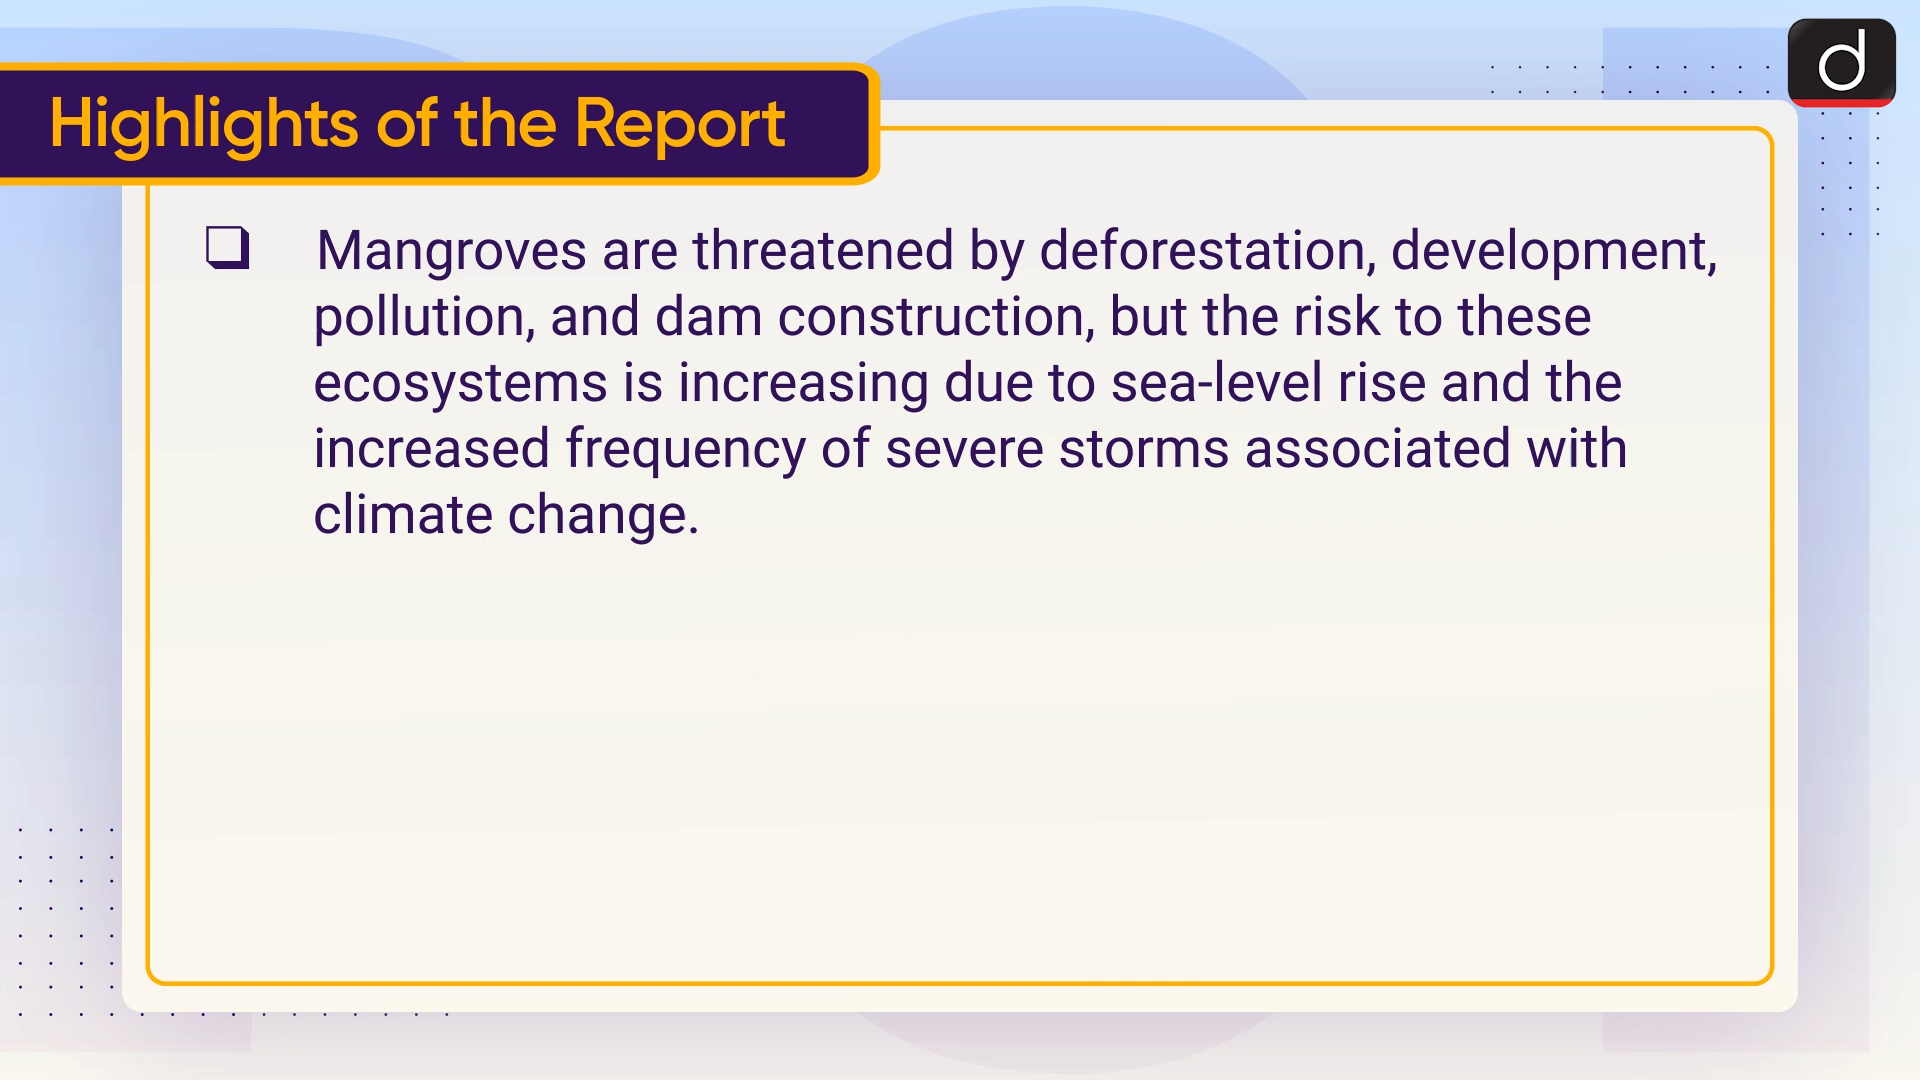 Highlights of the Report
d
❑ Mangroves are threatened by deforestation, development,
pollution, and dam construction, but the risk to these
ecosystems is increasing due to sea-level rise and the
increased frequency of severe storms associated with
climate change.